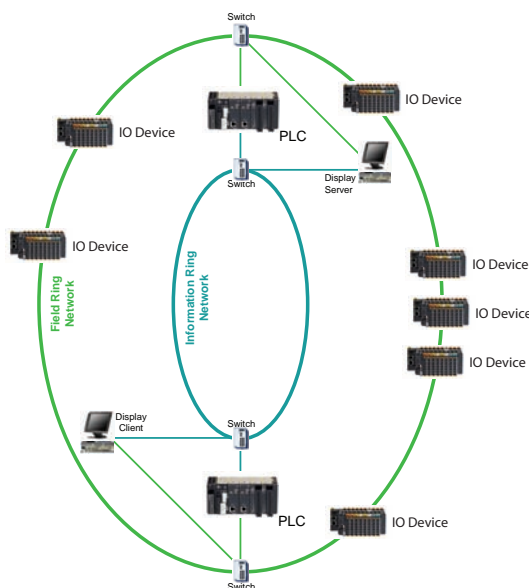 Switch
IO Device
IO Device
PLC
Switch
Display
Server
IO Device
IO Device
IO Device
IO Device
Field Ring
Network
Information Ring
Network
Display
Client
Switch
PLC
IO Device
Switch